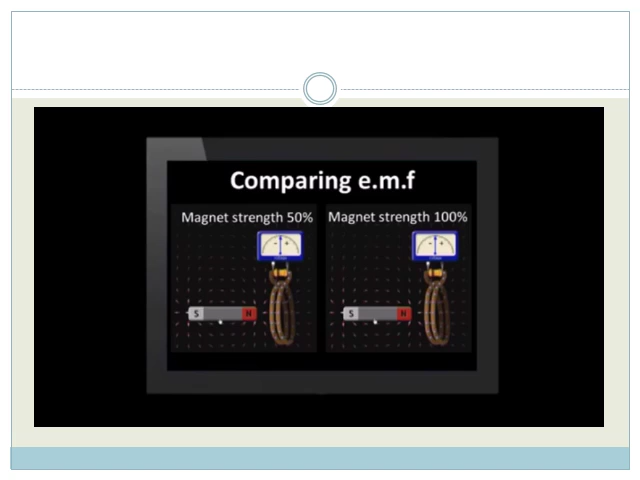 Comparing e.m.f
Magnet strength 50%
Magnet strength 100%
- +
- +
S N
S N